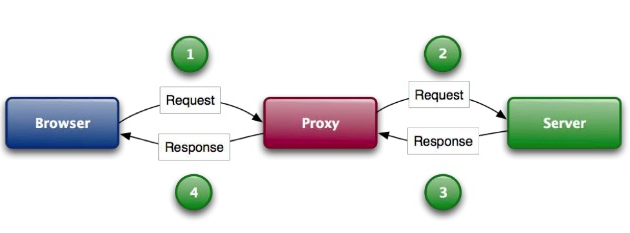 1
2
Request
Request
Browser
Proxy
Server
Response
Response
4
3